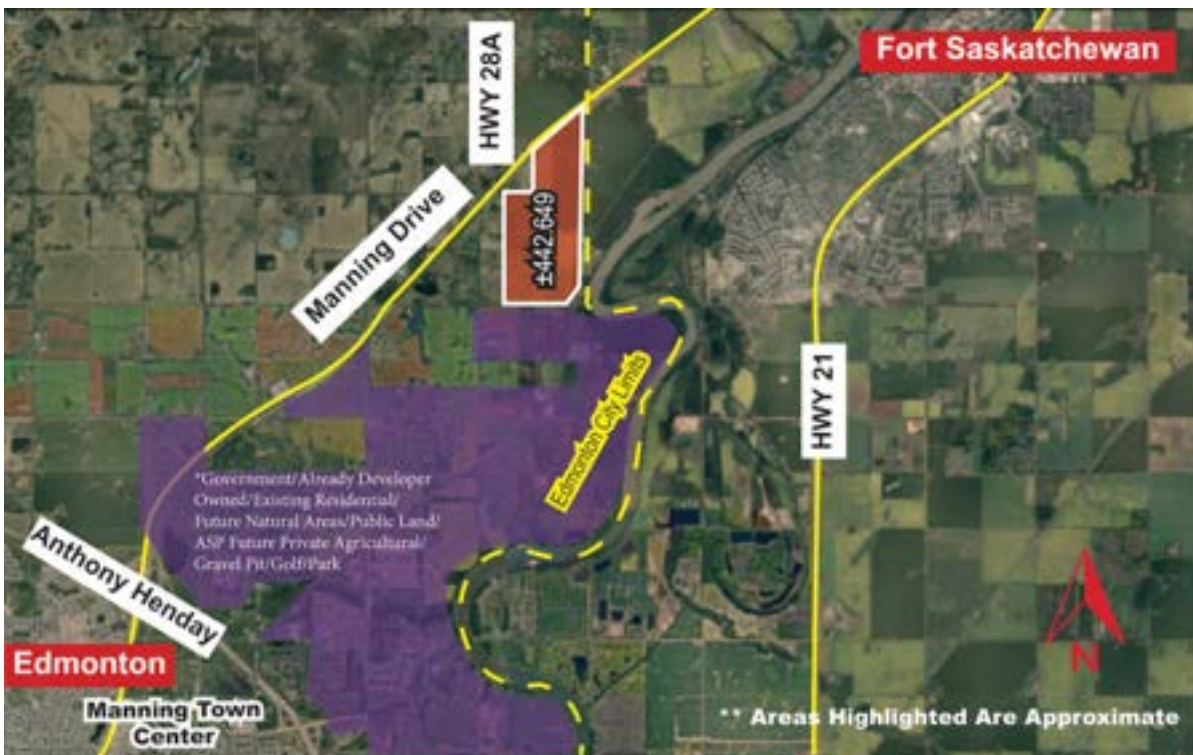 HWY 28A
Fort Saskatchewan
Manning Drive
±442.649
HWY 21
Edmonton City Limits
*Government/Already Developer
Owned/Existing Residential/
Future Natural Areas/Public Land/
ASP Future Private Agricultural/
Gravel Pit/Golf/Park
Anthony Henday
Edmonton
Manning Town
Center
N
** Areas Highlighted Are Approximate